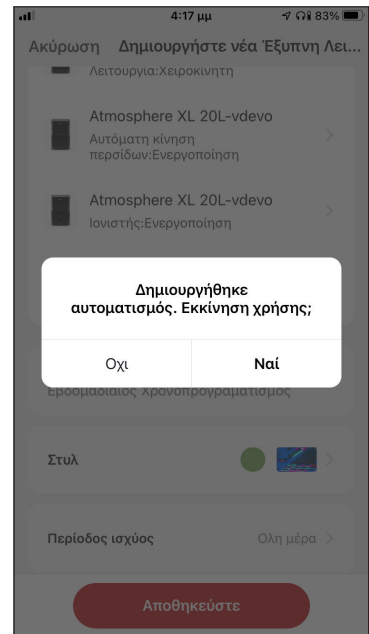 4:17 μμ
83%
Ακύρωση Δημιουργήστε νέα Έξυπνη Λει...
Λειτουργία:Χειροκίνητη
Atmosphere XL 20L-vdevo
Αυτόματη κίνηση
περσίδων:Ενεργοποίηση
Atmosphere XL 20L-vdevo
Ιονιστής:Ενεργοποίηση
Δημιουργήθηκε
αυτοματισμός. Εκκίνηση χρήσης;
Οχι
Ναί
Εβδομαδιαίος Χρονοπρογραμματισμός
Στυλ
Περίοδος ισχύος
Ολη μέρα
Αποθηκεύστε